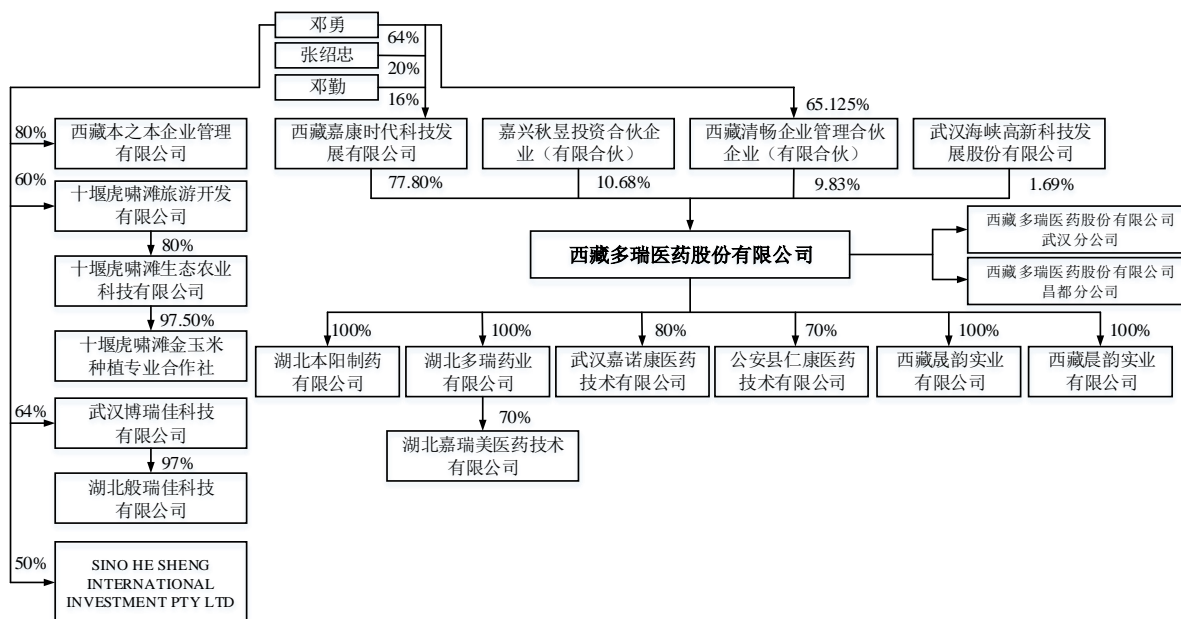 邓勇
64%
张绍忠
20%
邓勤
16%
65.125%
80%
西藏本之本企业管理
有限公司
西藏嘉康时代科技发
展有限公司
嘉兴秋昱投资合伙企
业（有限合伙）
西藏清畅企业管理合伙
企业（有限合伙）
武汉海峡高新科技发
展股份有限公司
60%
77.80%
10.68%
9.83%
1.69%
十堰虎啸滩旅游开发
有限公司
80%
西藏多瑞医药股份有限公司
西藏多瑞医药股份有限公司
武汉分公司
西藏多瑞医药股份有限公司
昌都分公司
十堰虎啸滩生态农业
科技有限公司
97.50%
十堰虎啸滩金玉米
种植专业合作社
100%
100%
80%
70%
100%
100%
湖北本阳制药
有限公司
湖北多瑞药业
有限公司
武汉嘉诺康医药
技术有限公司
公安县仁康医药
技术有限公司
西藏晟韵实业
有限公司
西藏晨韵实业
有限公司
64%
武汉博瑞佳科技
有限公司
70%
湖北嘉瑞美医药技术
有限公司
97%
湖北般瑞佳科技
有限公司
50%
SINO HE SHENG
INTERNATIONAL
INVESTMENT PTY LTD